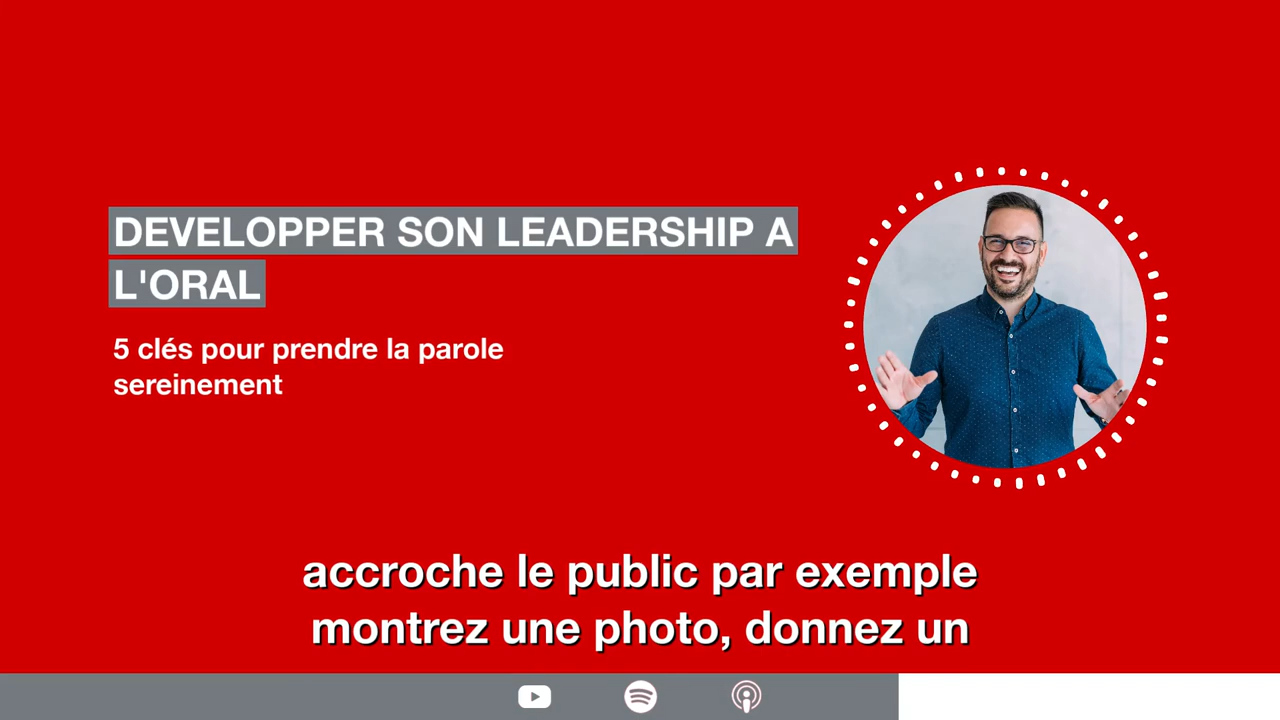 DEVELOPPER SON LEADERSHIP A
L'ORAL
5 clés pour prendre la parole
sereinement
accroche le public par exemple
montrez une photo, donnez un